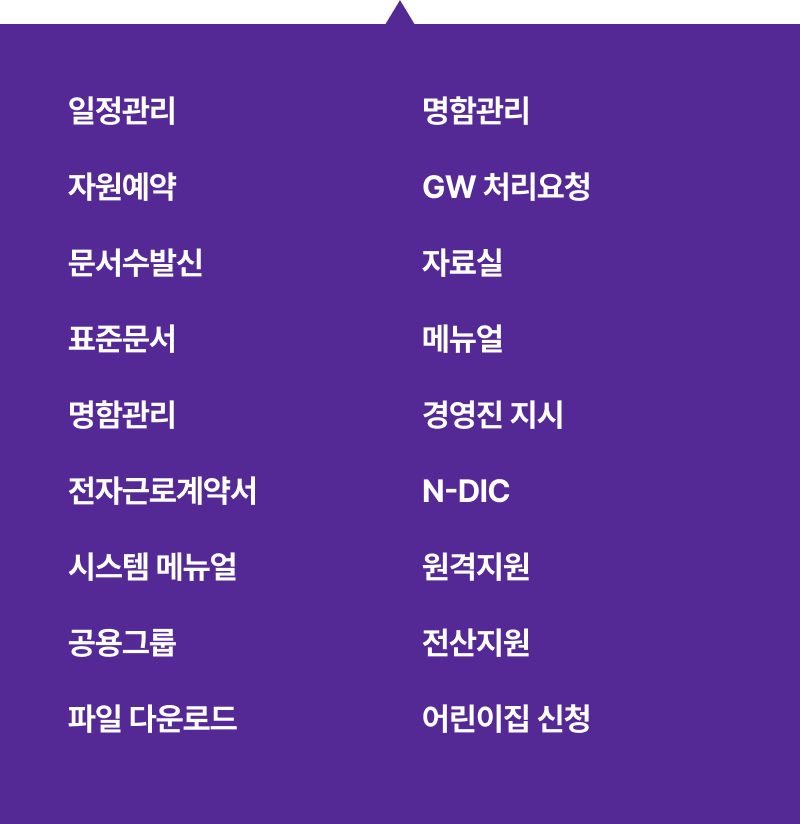 일정관리
자원예약
문서수발신
표준문서
명함관리
전자근로계약서
시스템 메뉴얼
공용그룹
파일 다운로드
명함관리
GW 처리요청
자료실
메뉴얼
경영진 지시
N-DIC
원격지원
전산지원
어린이집 신청